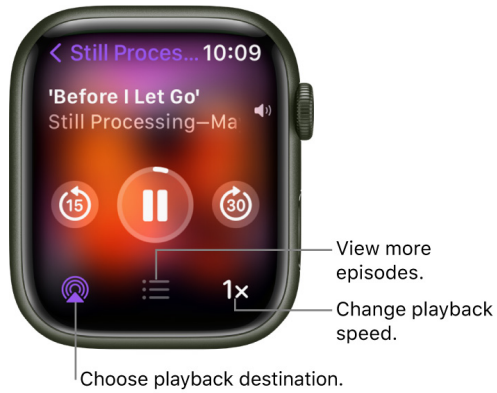 Still Proces... 10:09
'Before I Let Go'
Still Processing—Ma
15 30
View more
episodes.
1x
Change playback
speed.
Choose playback destination.